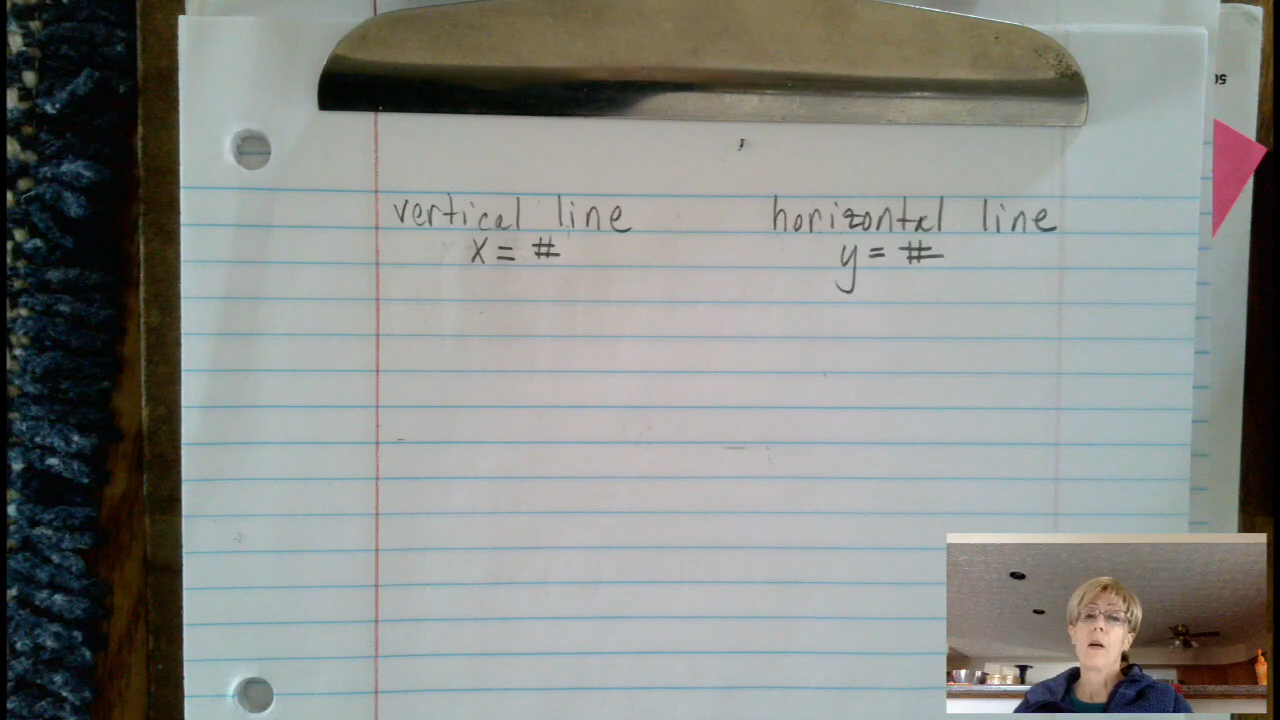 vertical line
x = #
horizontal line
y = #